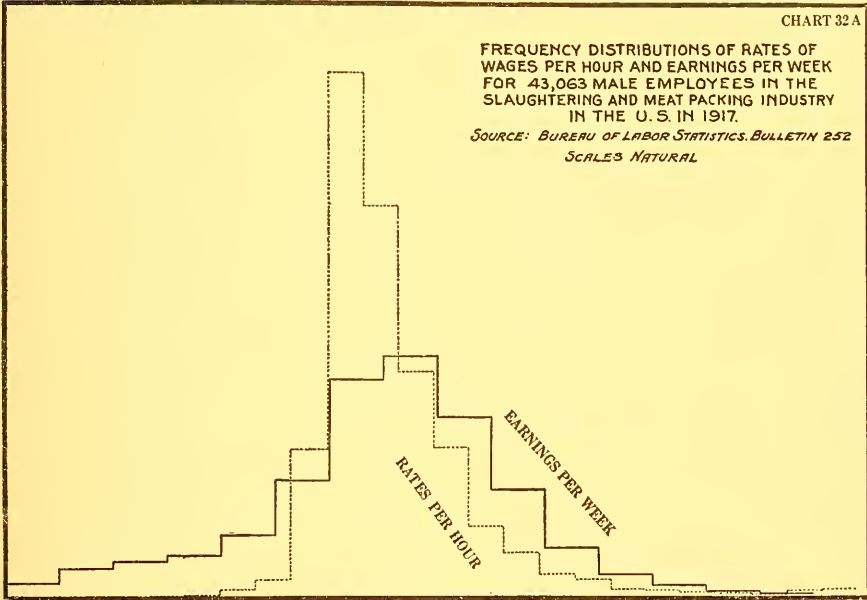 CHART 32A
FREQUENCY DISTRIBUTIONS OF RATES OF
WAGES PER HOUR AND EARNINGS PER WEEK
FOR 43,063 MALE EMPLOYEES IN THE
SLAUGHTERING AND MEAT PACKING INDUSTRY
IN THE U.S. IN 1917.
SOURCE: BUREAU OF LABOR STATISTICS. BULLETIN 252
SCALES NATURAL
EARNINGS PER WEEK
RATES PER HOUR